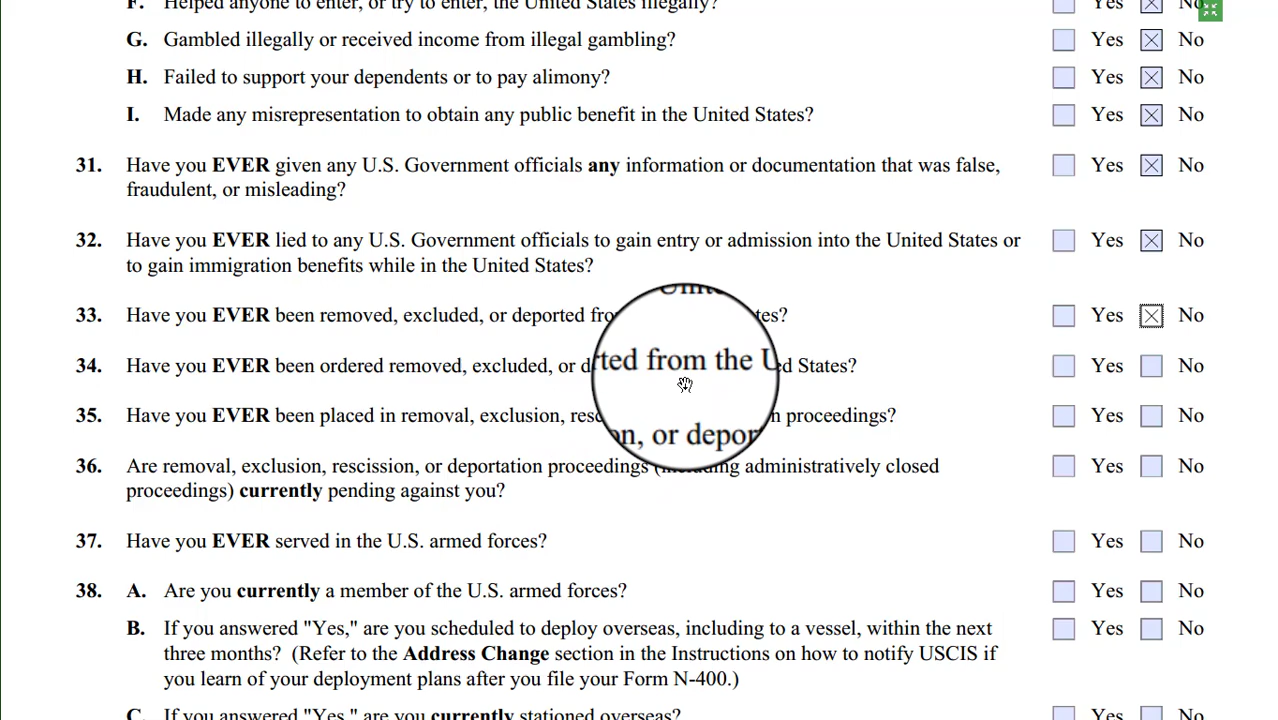 F. Helped anyone to enter, or try to enter, the United States illegally? Yes No
G. Gambled illegally or received income from illegal gambling? Yes No
H. Failed to support your dependents or to pay alimony? Yes No
I. Made any misrepresentation to obtain any public benefit in the United States? Yes No
31. Have you EVER given any U.S. Government officials any information or documentation that was false, Yes No
fraudulent, or misleading?
32. Have you EVER lied to any U.S. Government officials to gain entry or admission into the United States or Yes No
to gain immigration benefits while in the United States?
33. Have you EVER been removed, excluded, or deported fro tes? Yes No
34. Have you EVER been ordered removed, excluded, or d rted from the U ed States? Yes No
35. Have you EVER been placed in removal, exclusion, resc on, or depor n proceedings? Yes No
36. Are removal, exclusion, rescission, or deportation proceedings (including administratively closed Yes No
proceedings) currently pending against you?
37. Have you EVER served in the U.S. armed forces? Yes No
38. A. Are you currently a member of the U.S. armed forces? Yes No
B. If you answered "Yes," are you scheduled to deploy overseas, including to a vessel, within the next Yes No
three months? (Refer to the Address Change section in the Instructions on how to notify USCIS if
you learn of your deployment plans after you file your Form N-400.)
C. If you answered "Yes," are you currently stationed overseas? Yes No